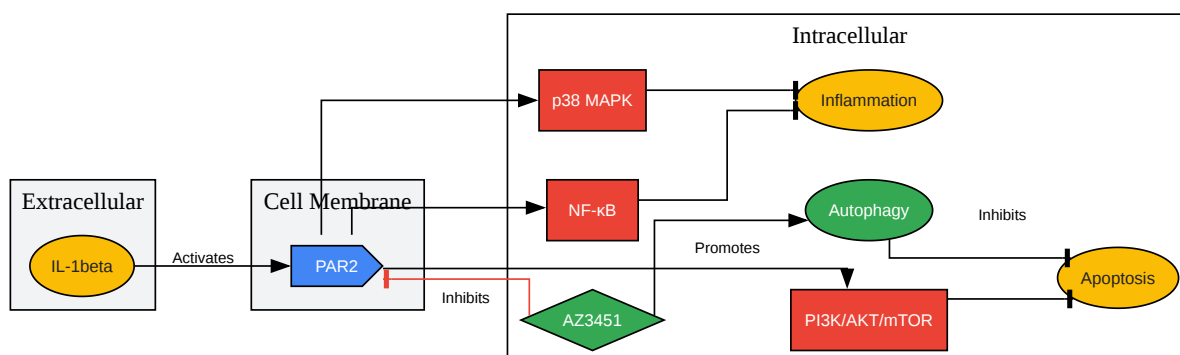 Intracellular
p38 MAPK
Inflammation
Extracellular
Cell Membrane
NF-κB
Autophagy
Inhibits
IL-1beta
Activates
PAR2
Promotes
Apoptosis
Inhibits
AZ3451
PI3K/AKT/mTOR